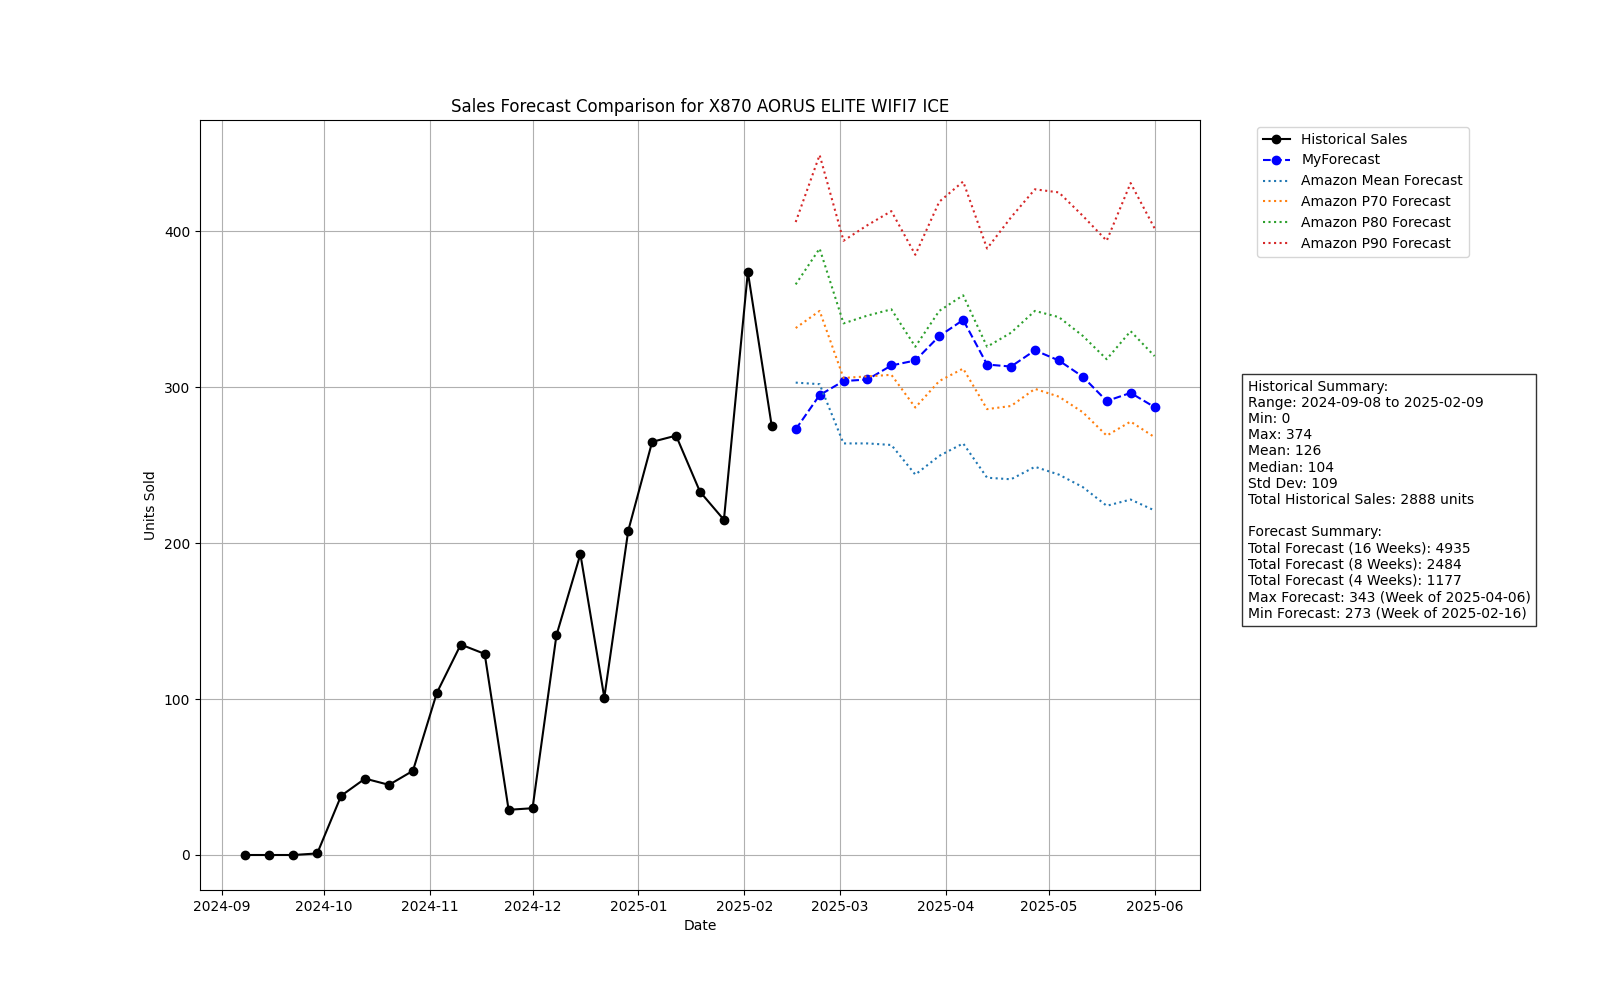 Sales Forecast Comparison for X870 AORUS ELITE WIFI7 ICE
Units Sold
400
300
200
100
0
2024-09
2024-10
2024-11
2024-12
2025-01
2025-02
2025-03
2025-04
2025-05
2025-06
Date
Historical Sales
MyForecast
Amazon Mean Forecast
Amazon P70 Forecast
Amazon P80 Forecast
Amazon P90 Forecast
Historical Summary:
Range: 2024-09-08 to 2025-02-09
Min: 0
Max: 374
Mean: 126
Median: 104
Std Dev: 109
Total Historical Sales: 2888 units
Forecast Summary:
Total Forecast (16 Weeks): 4935
Total Forecast (8 Weeks): 2484
Total Forecast (4 Weeks): 1177
Max Forecast: 343 (Week of 2025-04-06)
Min Forecast: 273 (Week of 2025-02-16)